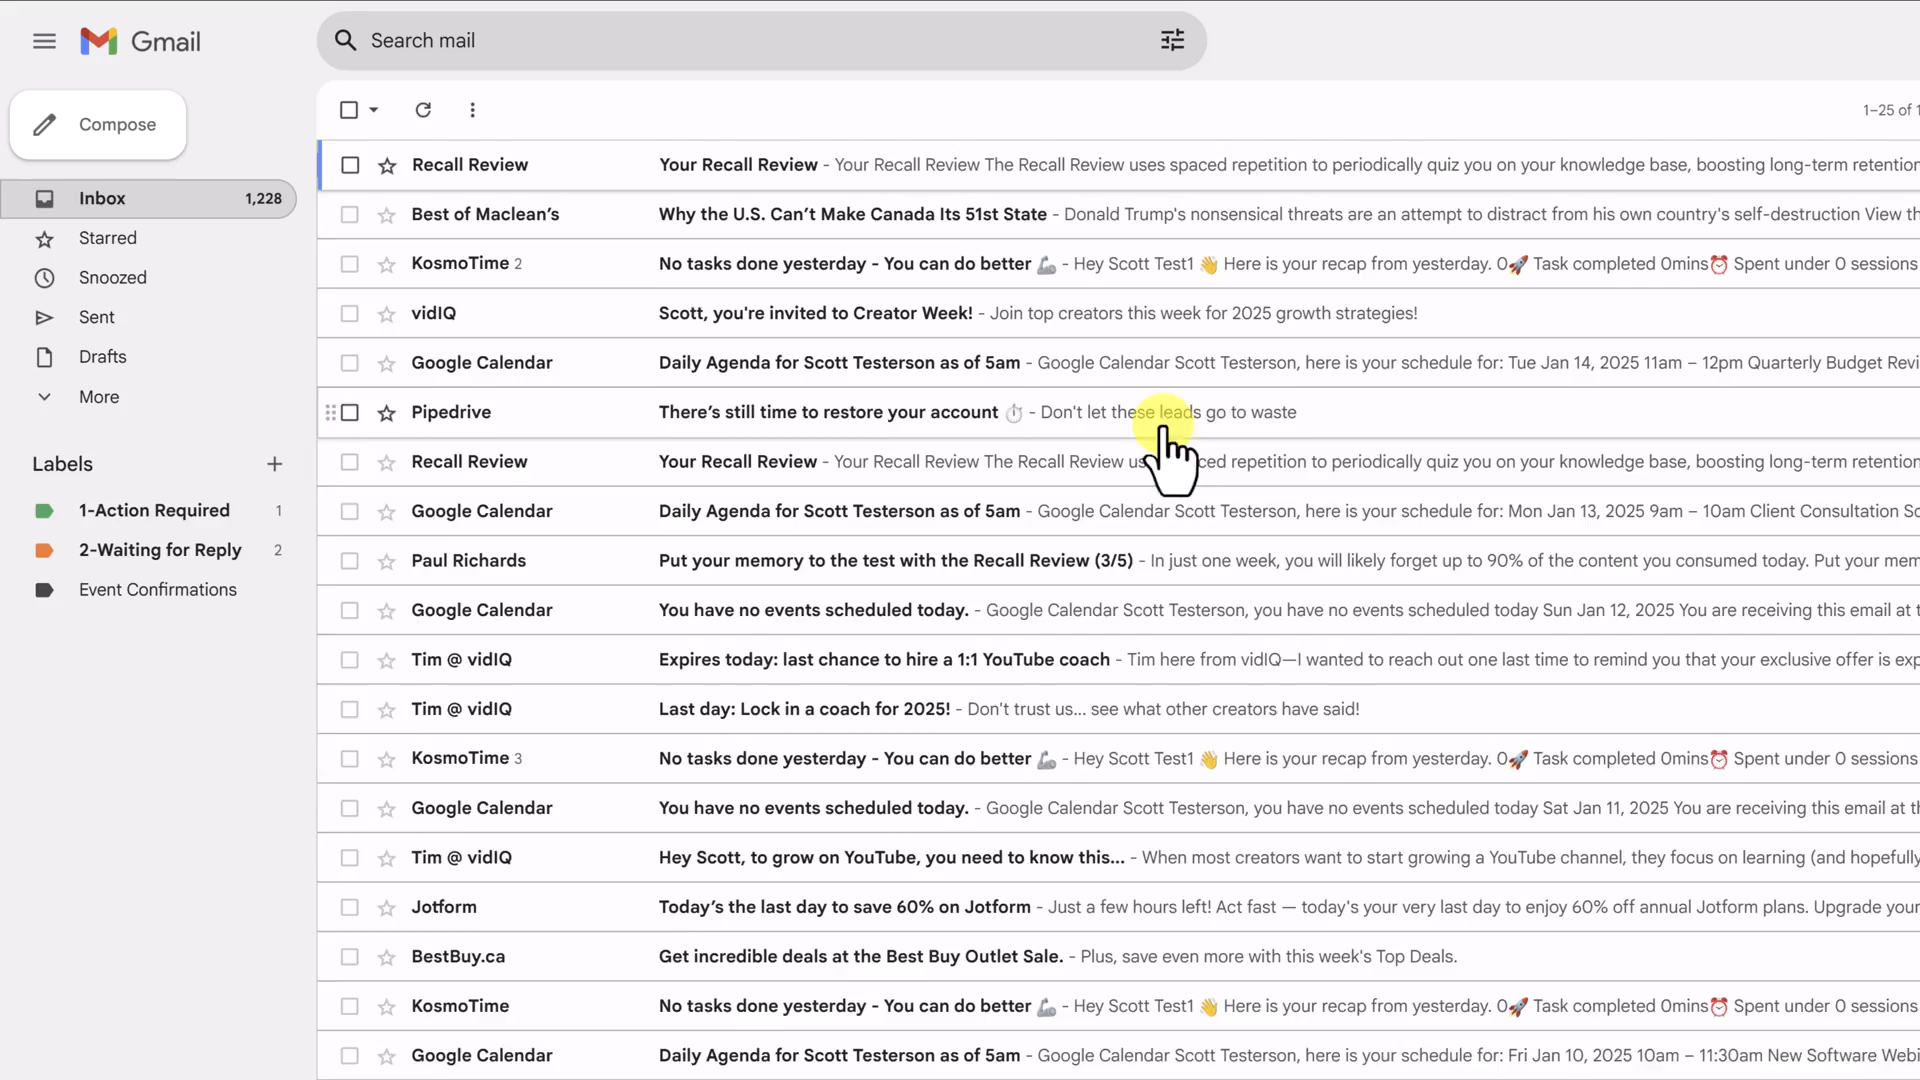 Gmail
Search mail
Compose
1–25 of 1
Inbox 1,228
Starred
Snoozed
Sent
Drafts
More
Labels
1-Action Required 1
2-Waiting for Reply 2
Event Confirmations
Recall Review Your Recall Review - Your Recall Review The Recall Review uses spaced repetition to periodically quiz you on your knowledge base, boosting long-term retention
Best of Maclean’s Why the U.S. Can’t Make Canada Its 51st State - Donald Trump's nonsensical threats are an attempt to distract from his own country's self-destruction View th
KosmoTime 2 No tasks done yesterday - You can do better 🦾 - Hey Scott Test1 👋 Here is your recap from yesterday. 0🚀 Task completed 0mins⏰ Spent under 0 sessions
vidIQ Scott, you're invited to Creator Week! - Join top creators this week for 2025 growth strategies!
Google Calendar Daily Agenda for Scott Testerson as of 5am - Google Calendar Scott Testerson, here is your schedule for: Tue Jan 14, 2025 11am – 12pm Quarterly Budget Revi
Pipedrive There’s still time to restore your account ⏱️ - Don't let these leads go to waste
Recall Review Your Recall Review - Your Recall Review The Recall Review us ced repetition to periodically quiz you on your knowledge base, boosting long-term retention
Google Calendar Daily Agenda for Scott Testerson as of 5am - Google Calendar Scott Testerson, here is your schedule for: Mon Jan 13, 2025 9am – 10am Client Consultation Sc
Paul Richards Put your memory to the test with the Recall Review (3/5) - In just one week, you will likely forget up to 90% of the content you consumed today. Put your mem
Google Calendar You have no events scheduled today. - Google Calendar Scott Testerson, you have no events scheduled today Sun Jan 12, 2025 You are receiving this email at t
Tim @ vidIQ Expires today: last chance to hire a 1:1 YouTube coach - Tim here from vidIQ—I wanted to reach out one last time to remind you that your exclusive offer is exp
Tim @ vidIQ Last day: Lock in a coach for 2025! - Don't trust us... see what other creators have said!
KosmoTime 3 No tasks done yesterday - You can do better 🦾 - Hey Scott Test1 👋 Here is your recap from yesterday. 0🚀 Task completed 0mins⏰ Spent under 0 sessions
Google Calendar You have no events scheduled today. - Google Calendar Scott Testerson, you have no events scheduled today Sat Jan 11, 2025 You are receiving this email at th
Tim @ vidIQ Hey Scott, to grow on YouTube, you need to know this... - When most creators want to start growing a YouTube channel, they focus on learning (and hopefully
Jotform Today’s the last day to save 60% on Jotform - Just a few hours left! Act fast — today's your very last day to enjoy 60% off annual Jotform plans. Upgrade your
BestBuy.ca Get incredible deals at the Best Buy Outlet Sale. - Plus, save even more with this week's Top Deals.
KosmoTime No tasks done yesterday - You can do better 🦾 - Hey Scott Test1 👋 Here is your recap from yesterday. 0🚀 Task completed 0mins⏰ Spent under 0 sessions
Google Calendar Daily Agenda for Scott Testerson as of 5am - Google Calendar Scott Testerson, here is your schedule for: Fri Jan 10, 2025 10am – 11:30am New Software Webi